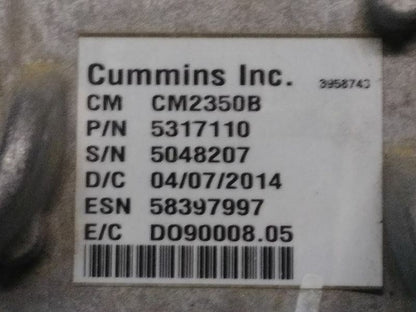 Cummins Inc. 3958743
CM CM2350B
P/N 5317110
S/N 5048207
D/C 04/07/2014
ESN 58397997
E/C DO90008.05